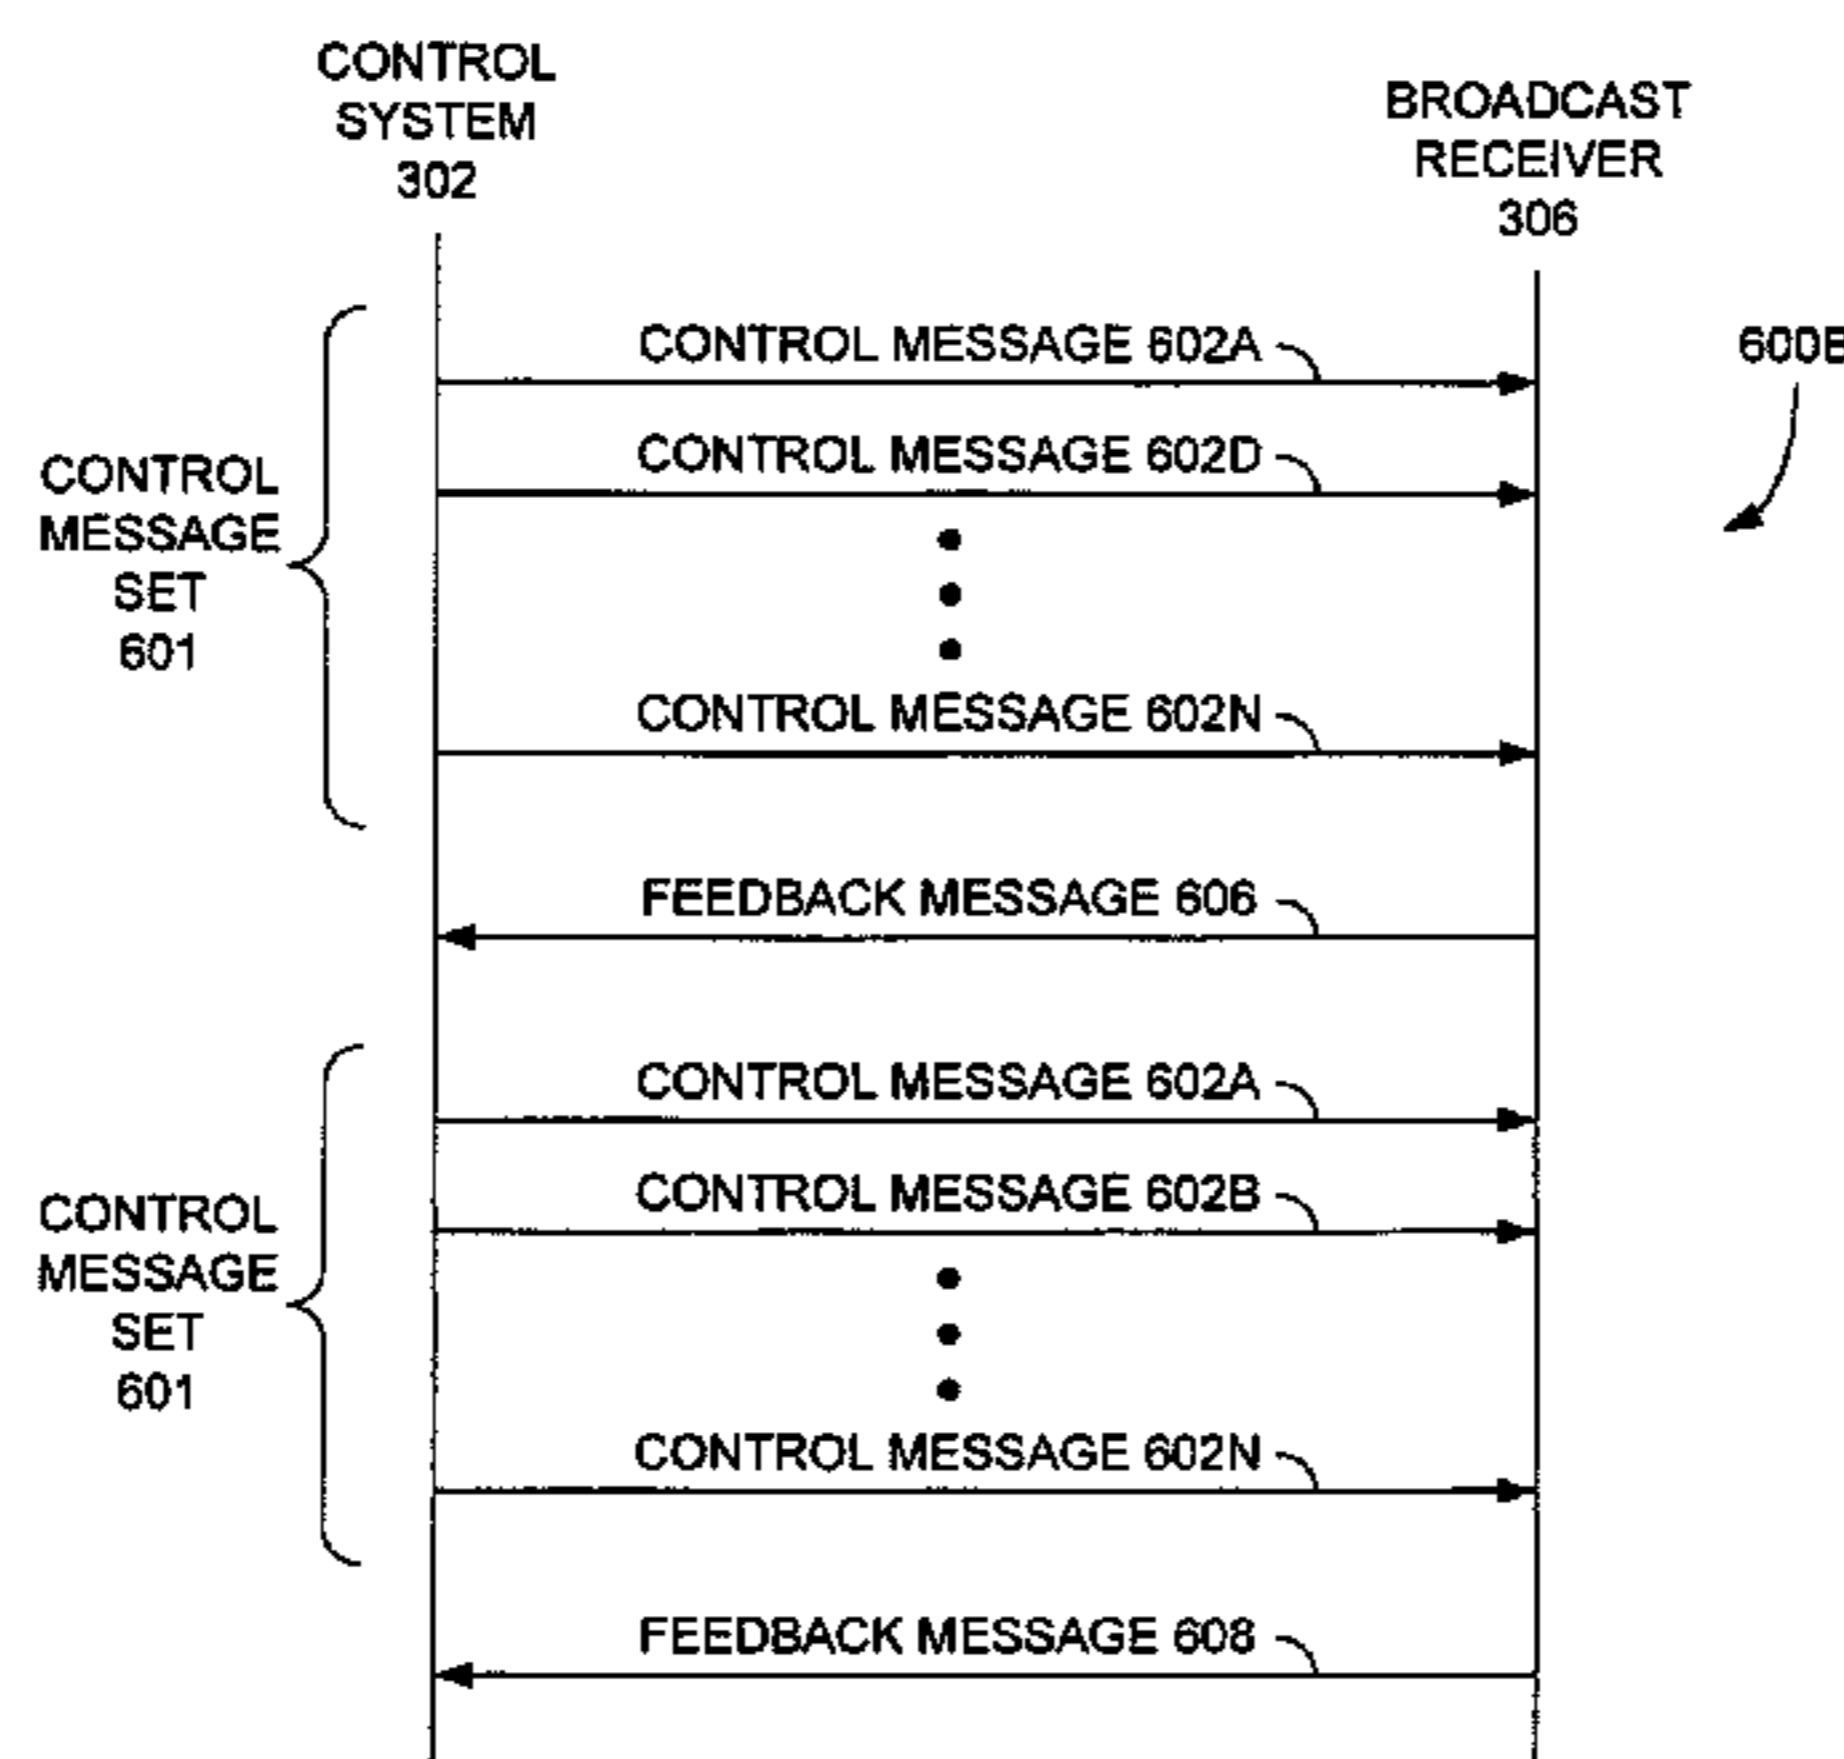 CONTROL
SYSTEM
302
BROADCAST
RECEIVER
306
CONTROL MESSAGE 602A
600B
CONTROL MESSAGE 602D
CONTROL
MESSAGE
SET
601
CONTROL MESSAGE 602N
FEEDBACK MESSAGE 606
CONTROL MESSAGE 602A
CONTROL MESSAGE 602B
CONTROL
MESSAGE
SET
601
CONTROL MESSAGE 602N
FEEDBACK MESSAGE 608